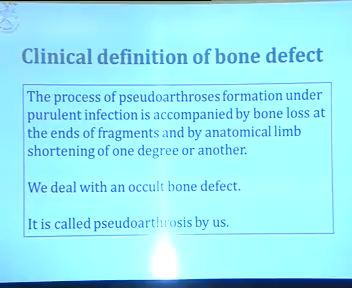 Clinical definition of bone defect
The process of pseudoarthroses formation under
purulent infection is accompanied by bone loss at
the ends of fragments and by anatomical limb
shortening of one degree or another.
We deal with an occult bone defect.
It is called pseudoarthrosis by us.